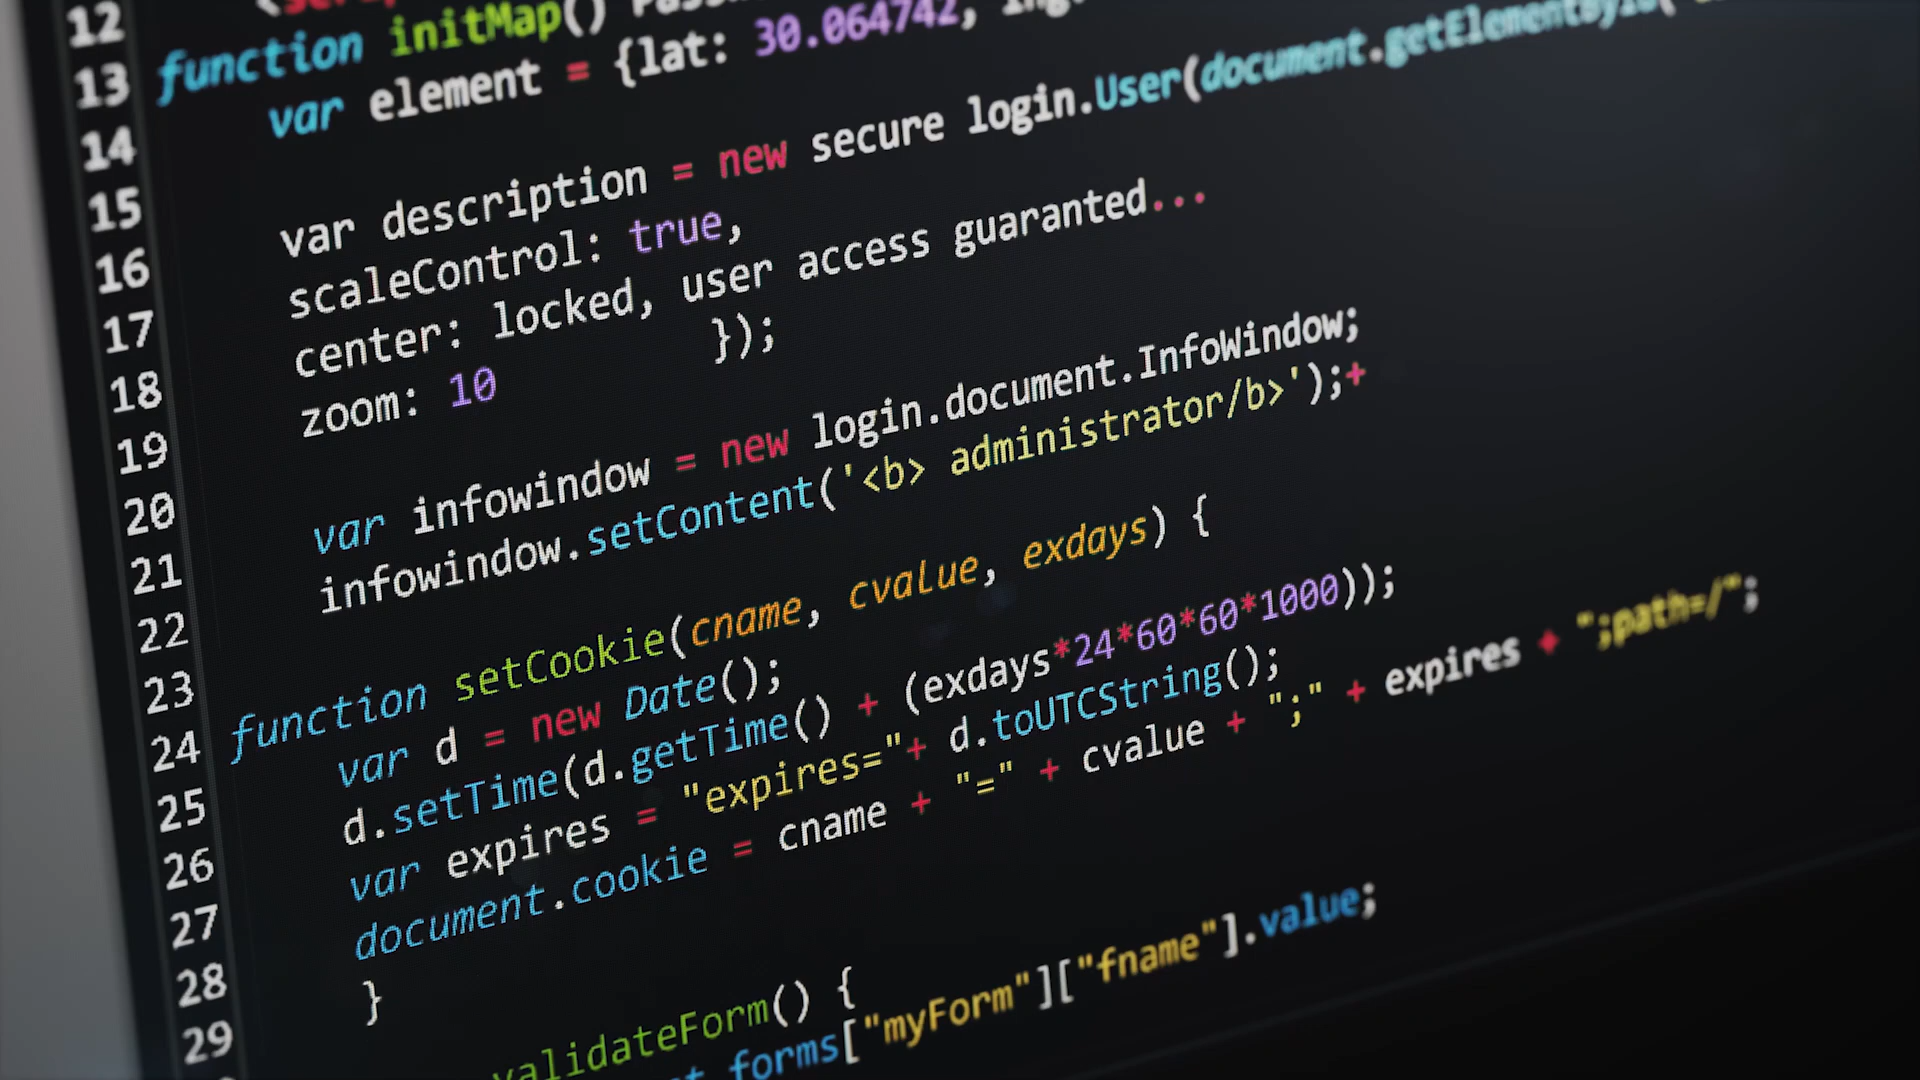 12
13 function initMap()
14 var element = {lat: 30.064742,
15
16 var description = new secure login.User(document.getElementById(
17 scaleControl: true,
18 center: locked, user access guaranted...
19 zoom: 10 });
20
21 var infowindow = new login.document.InfoWindow;
22 infowindow.setContent('<b> administrator/b>');+
23
24 function setCookie(cname, cvalue, exdays) {
25 var d = new Date();
26 d.setTime(d.getTime() + (exdays*24*60*60*1000));
27 var expires = "expires="+ d.toUTCString();
28 document.cookie = cname + "=" + cvalue + ";" + expires + ";path=/";
29 }
validateForm() {
forms["myForm"]["fname"].value;